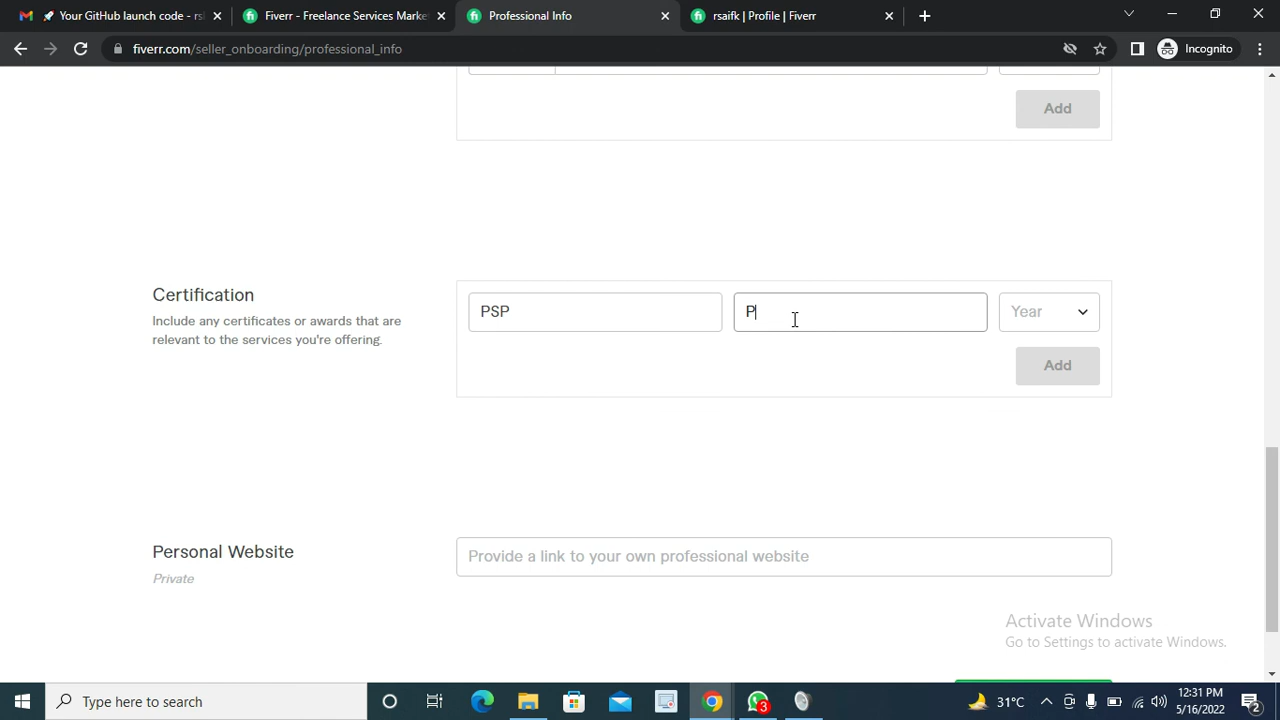 🚀 Your GitHub launch code - rs
Fiverr - Freelance Services Marke
Professional Info
rsaifk | Profile | Fiverr
fiverr.com/seller_onboarding/professional_info
Incognito
Add
Certification
Include any certificates or awards that are
relevant to the services you're offering.
PSP
P
Year
Add
Personal Website
Private
Provide a link to your own professional website
Activate Windows
Go to Settings to activate Windows.
Type here to search
3
31°C
12:31 PM
5/16/2022
2